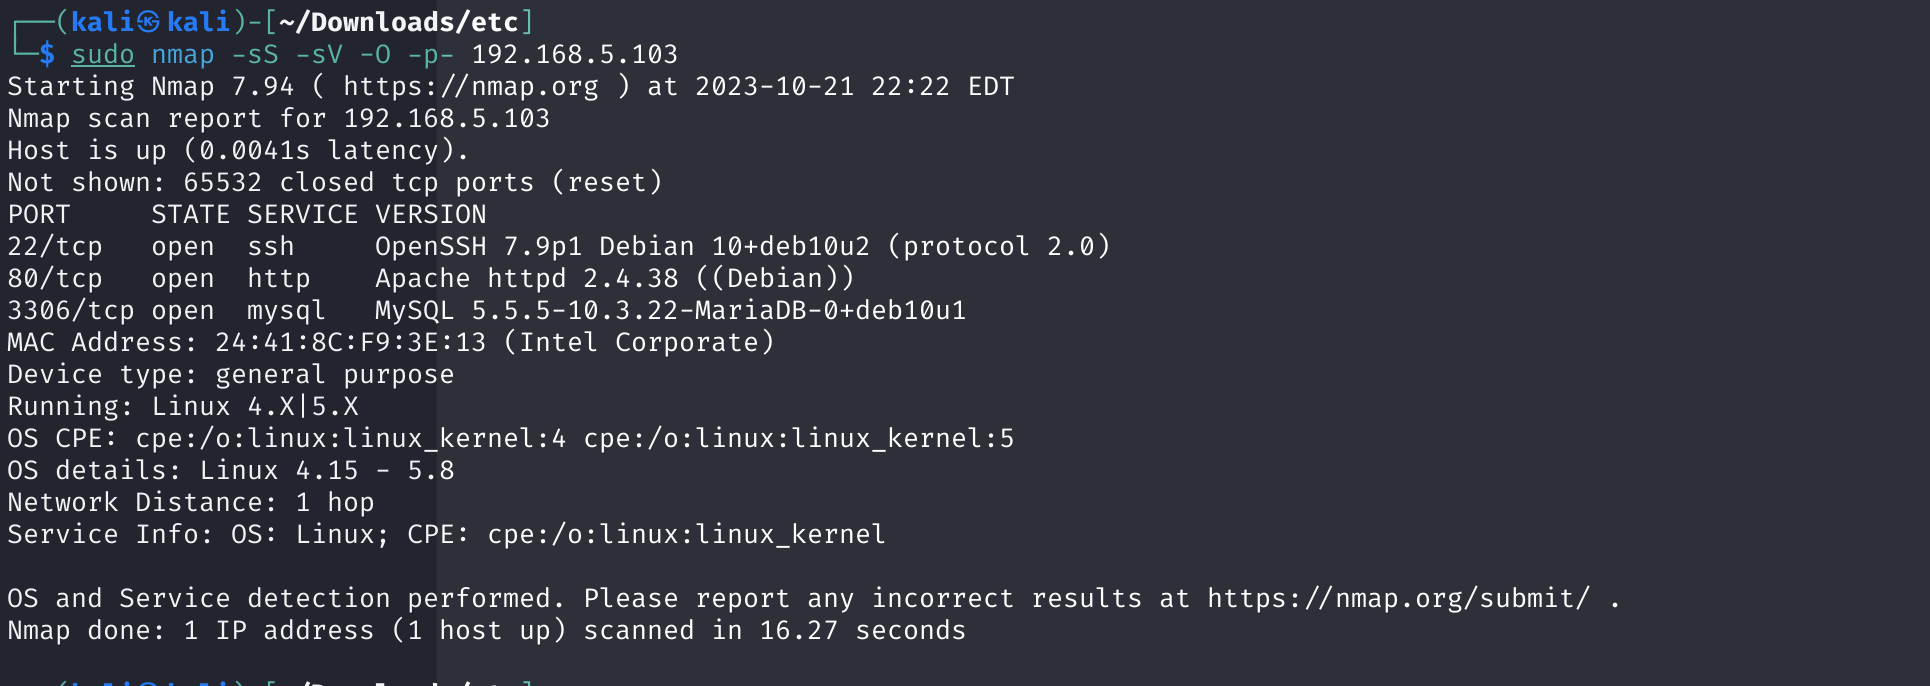 ┌──(kali㉿kali)-[~/Downloads/etc]
└─$ sudo nmap -sS -sV -O -p- 192.168.5.103
Starting Nmap 7.94 ( https://nmap.org ) at 2023-10-21 22:22 EDT
Nmap scan report for 192.168.5.103
Host is up (0.0041s latency).
Not shown: 65532 closed tcp ports (reset)
PORT     STATE SERVICE VERSION
22/tcp   open  ssh     OpenSSH 7.9p1 Debian 10+deb10u2 (protocol 2.0)
80/tcp   open  http    Apache httpd 2.4.38 ((Debian))
3306/tcp open  mysql   MySQL 5.5.5-10.3.22-MariaDB-0+deb10u1
MAC Address: 24:41:8C:F9:3E:13 (Intel Corporate)
Device type: general purpose
Running: Linux 4.X|5.X
OS CPE: cpe:/o:linux:linux_kernel:4 cpe:/o:linux:linux_kernel:5
OS details: Linux 4.15 - 5.8
Network Distance: 1 hop
Service Info: OS: Linux; CPE: cpe:/o:linux:linux_kernel

OS and Service detection performed. Please report any incorrect results at https://nmap.org/submit/ .
Nmap done: 1 IP address (1 host up) scanned in 16.27 seconds